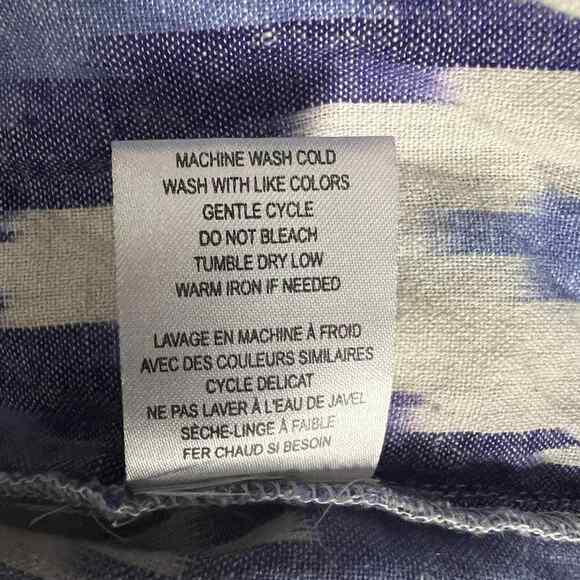 MACHINE WASH COLD
WASH WITH LIKE COLORS
GENTLE CYCLE
DO NOT BLEACH
TUMBLE DRY LOW
WARM IRON IF NEEDED
LAVAGE EN MACHINE À FROID
AVEC DES COULEURS SIMILAIRES
CYCLE DELICAT
NE PAS LAVER À L'EAU DE JAVEL
SÈCHE-LINGE À FAIBLE
FER CHAUD SI BESOIN